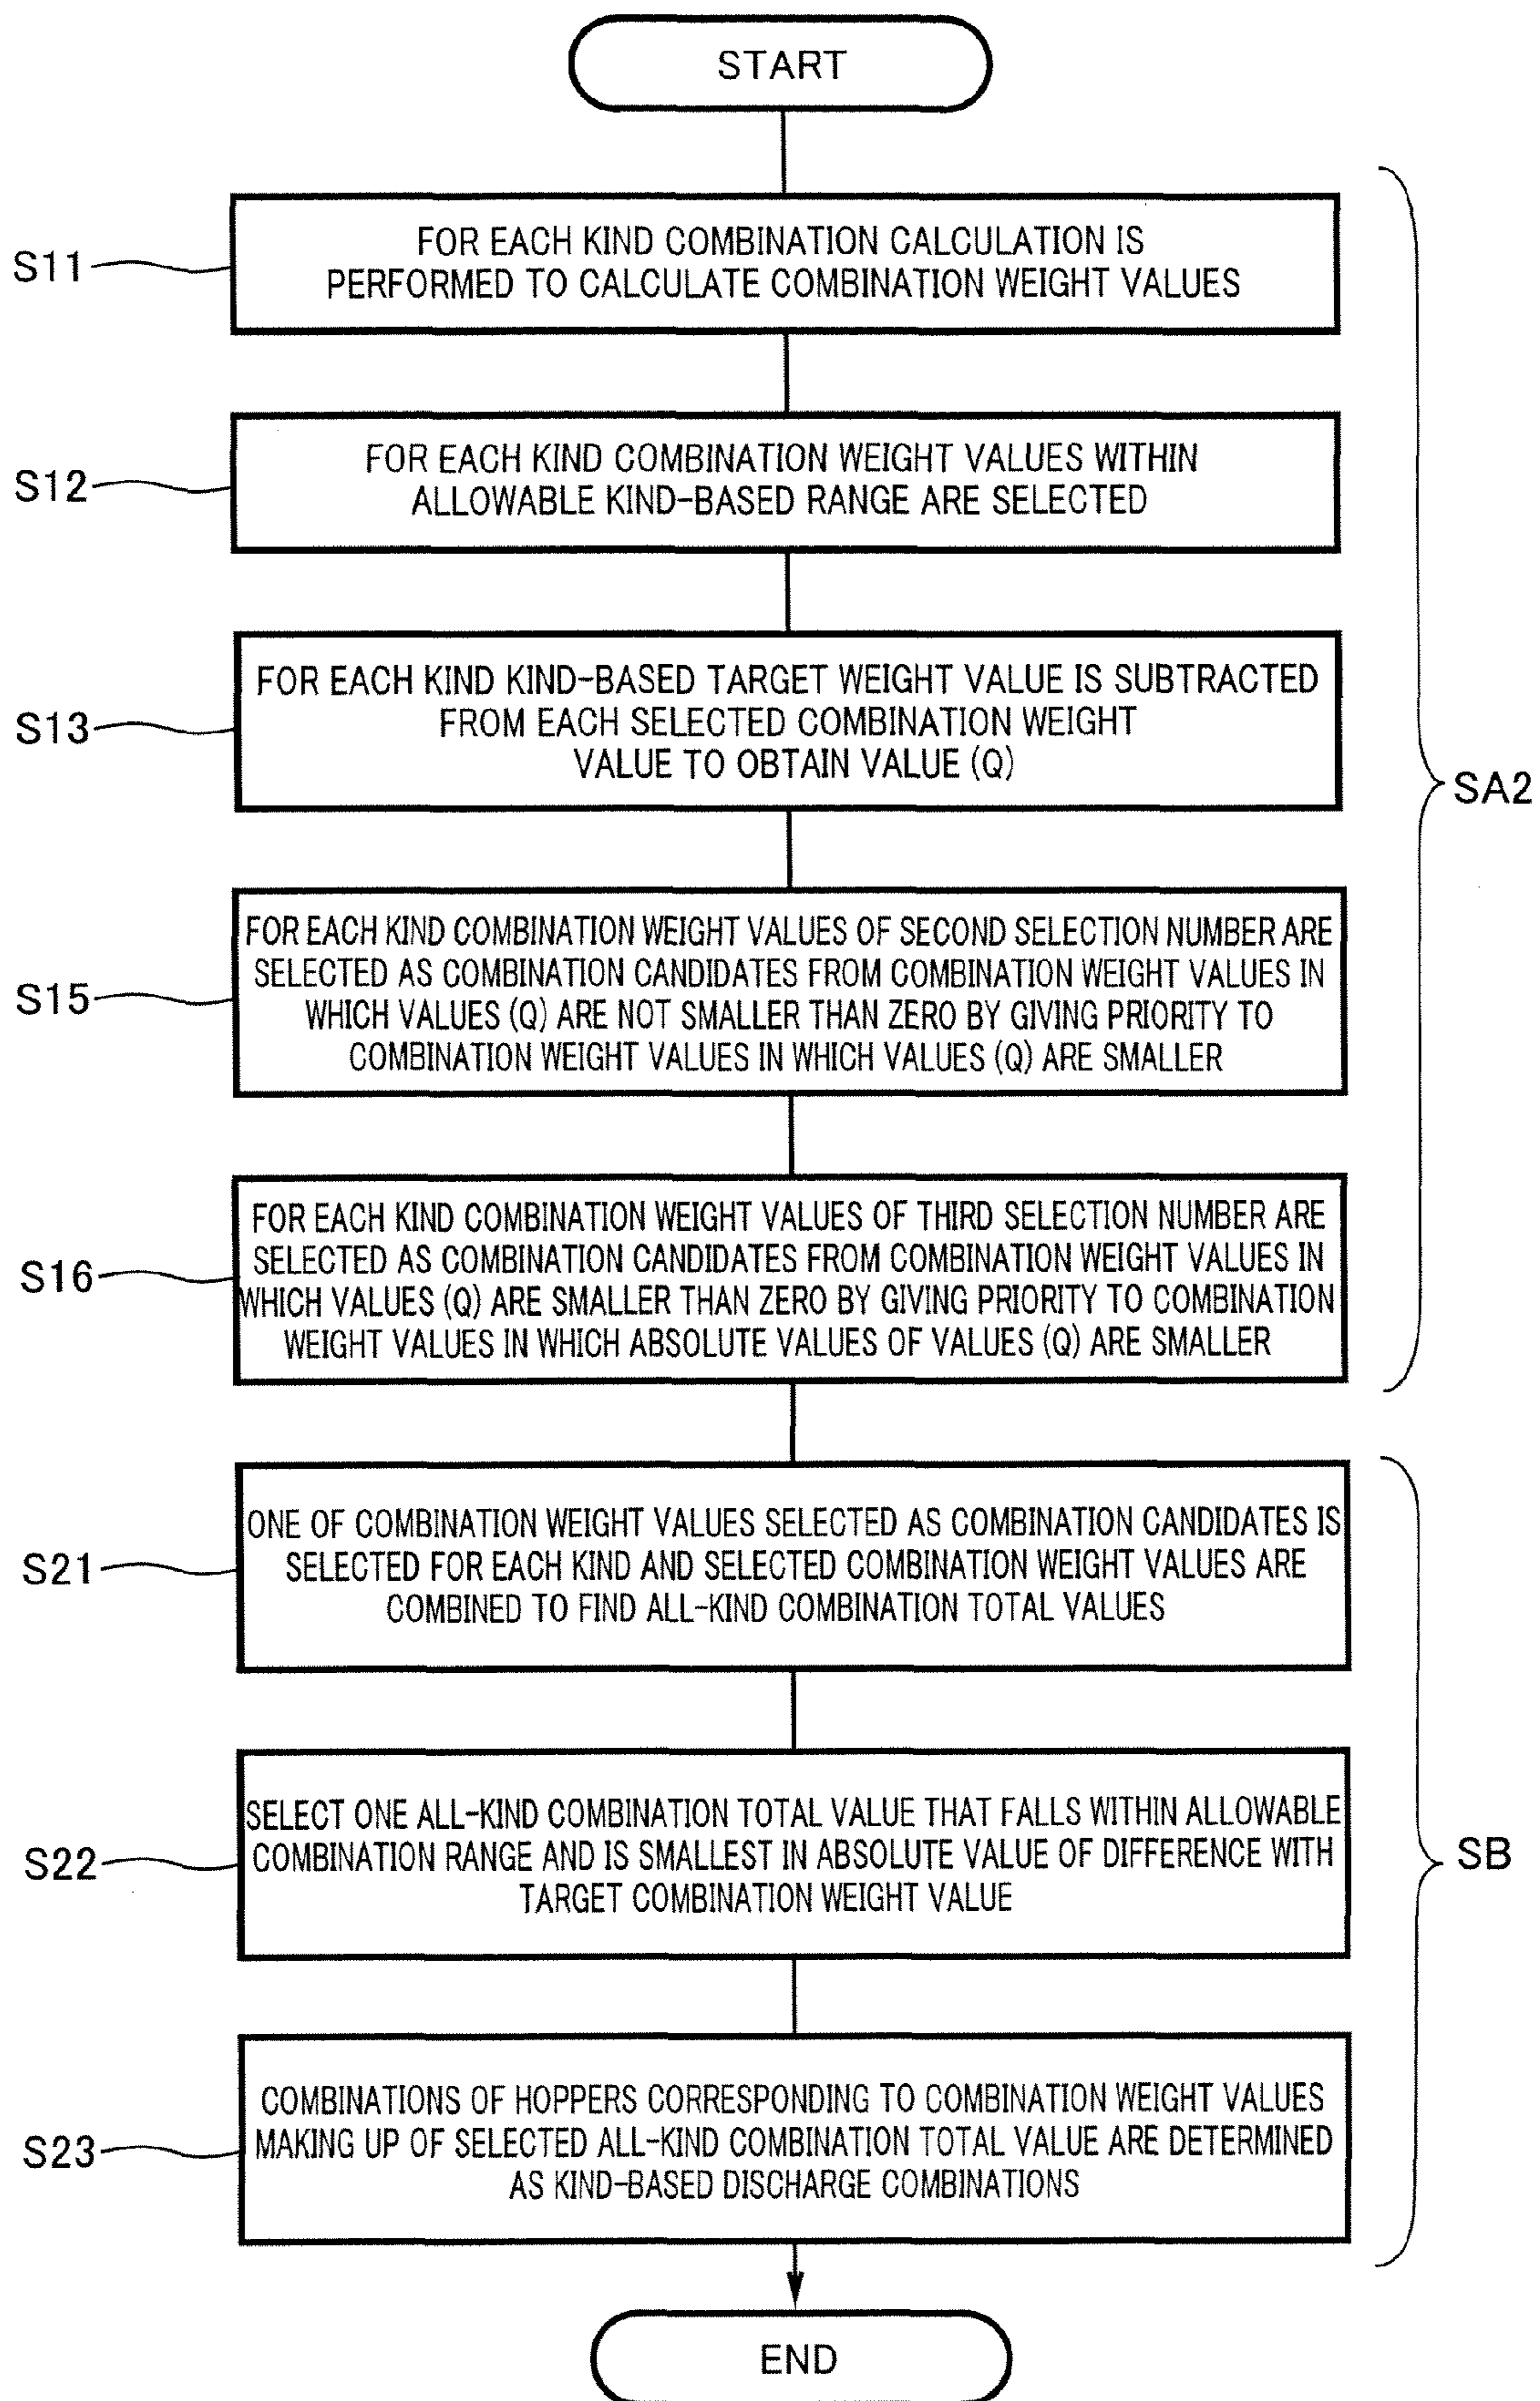 START
S11
FOR EACH KIND COMBINATION CALCULATION IS
PERFORMED TO CALCULATE COMBINATION WEIGHT VALUES
S12
FOR EACH KIND COMBINATION WEIGHT VALUES WITHIN
ALLOWABLE KIND-BASED RANGE ARE SELECTED
S13
FOR EACH KIND KIND-BASED TARGET WEIGHT VALUE IS SUBTRACTED
FROM EACH SELECTED COMBINATION WEIGHT
VALUE TO OBTAIN VALUE (Q)
SA2
S15
FOR EACH KIND COMBINATION WEIGHT VALUES OF SECOND SELECTION NUMBER ARE
SELECTED AS COMBINATION CANDIDATES FROM COMBINATION WEIGHT VALUES IN
WHICH VALUES (Q) ARE NOT SMALLER THAN ZERO BY GIVING PRIORITY TO
COMBINATION WEIGHT VALUES IN WHICH VALUES (Q) ARE SMALLER
S16
FOR EACH KIND COMBINATION WEIGHT VALUES OF THIRD SELECTION NUMBER ARE
SELECTED AS COMBINATION CANDIDATES FROM COMBINATION WEIGHT VALUES IN
WHICH VALUES (Q) ARE SMALLER THAN ZERO BY GIVING PRIORITY TO COMBINATION
WEIGHT VALUES IN WHICH ABSOLUTE VALUES OF VALUES (Q) ARE SMALLER
S21
ONE OF COMBINATION WEIGHT VALUES SELECTED AS COMBINATION CANDIDATES IS
SELECTED FOR EACH KIND AND SELECTED COMBINATION WEIGHT VALUES ARE
COMBINED TO FIND ALL-KIND COMBINATION TOTAL VALUES
S22
SELECT ONE ALL-KIND COMBINATION TOTAL VALUE THAT FALLS WITHIN ALLOWABLE
COMBINATION RANGE AND IS SMALLEST IN ABSOLUTE VALUE OF DIFFERENCE WITH
TARGET COMBINATION WEIGHT VALUE
SB
S23
COMBINATIONS OF HOPPERS CORRESPONDING TO COMBINATION WEIGHT VALUES
MAKING UP OF SELECTED ALL-KIND COMBINATION TOTAL VALUE ARE DETERMINED
AS KIND-BASED DISCHARGE COMBINATIONS
END